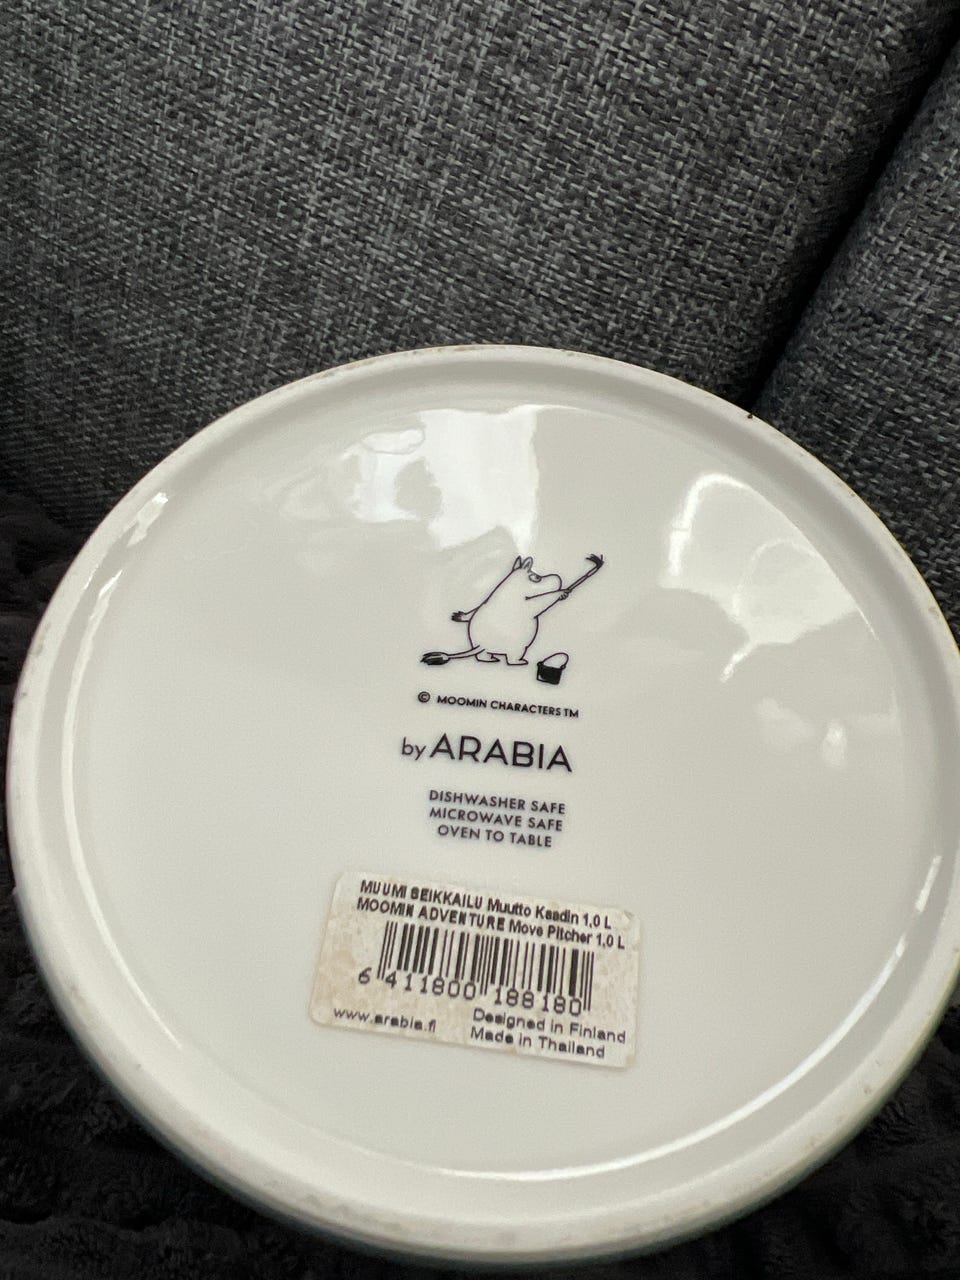 © MOOMIN CHARACTERS TM
by ARABIA
DISHWASHER SAFE
MICROWAVE SAFE
OVEN TO TABLE
MUUMI SEIKKAILU Muutto Kaadin 1,0 L
MOOMIN ADVENTURE Move Pitcher 1,0 L
6 411800 188180
www.arabia.fi
Designed in Finland
Made in Thailand